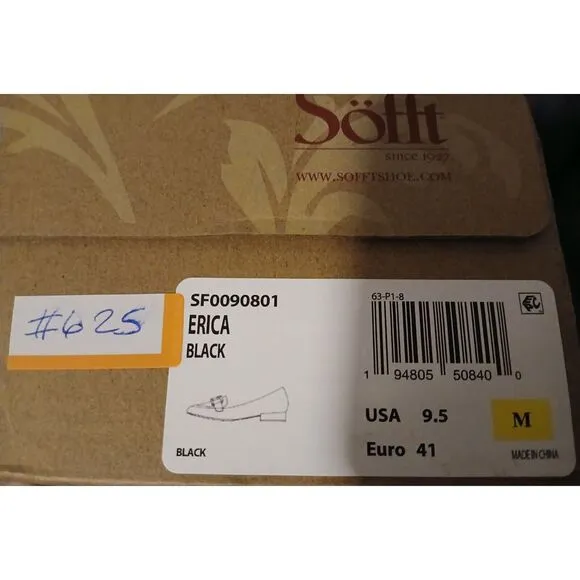 Söfft
since 1927
WWW.SOFFTSHOE.COM
#625
SF0090801
ERICA
BLACK
BLACK
63-P1-8
1 94805 50840 0
USA 9.5
Euro 41
M
MADE IN CHINA